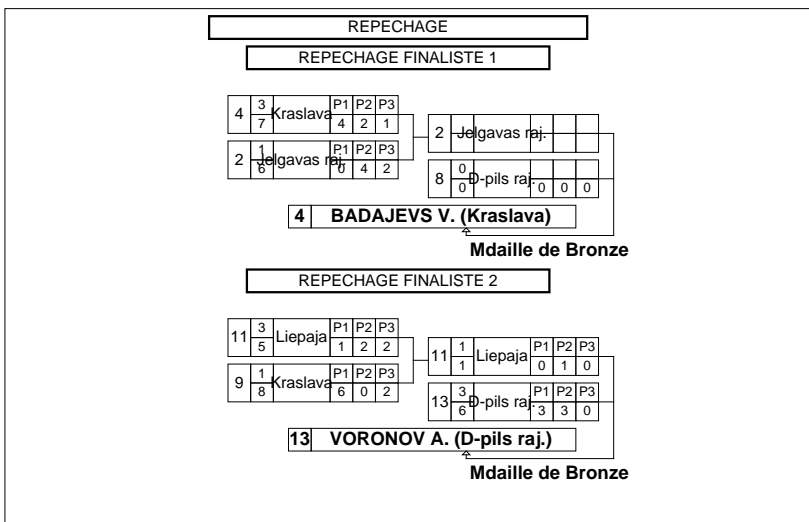 REPECHAGE
REPECHAGE FINALISTE 1
4 3 7 Kraslava P1 P2 P3 4 2 1
2 1 6 Jelgavas raj. P1 P2 P3 0 4 2
2 Jelgavas raj.
8 0 0 D-pils raj. 0 0 0
4 BADAJEVS V. (Kraslava)
Mdaille de Bronze
REPECHAGE FINALISTE 2
11 3 5 Liepaja P1 P2 P3 1 2 2
9 1 8 Kraslava P1 P2 P3 6 0 2
11 1 1 Liepaja P1 P2 P3 0 1 0
13 3 6 D-pils raj. P1 P2 P3 3 3 0
13 VORONOV A. (D-pils raj.)
Mdaille de Bronze